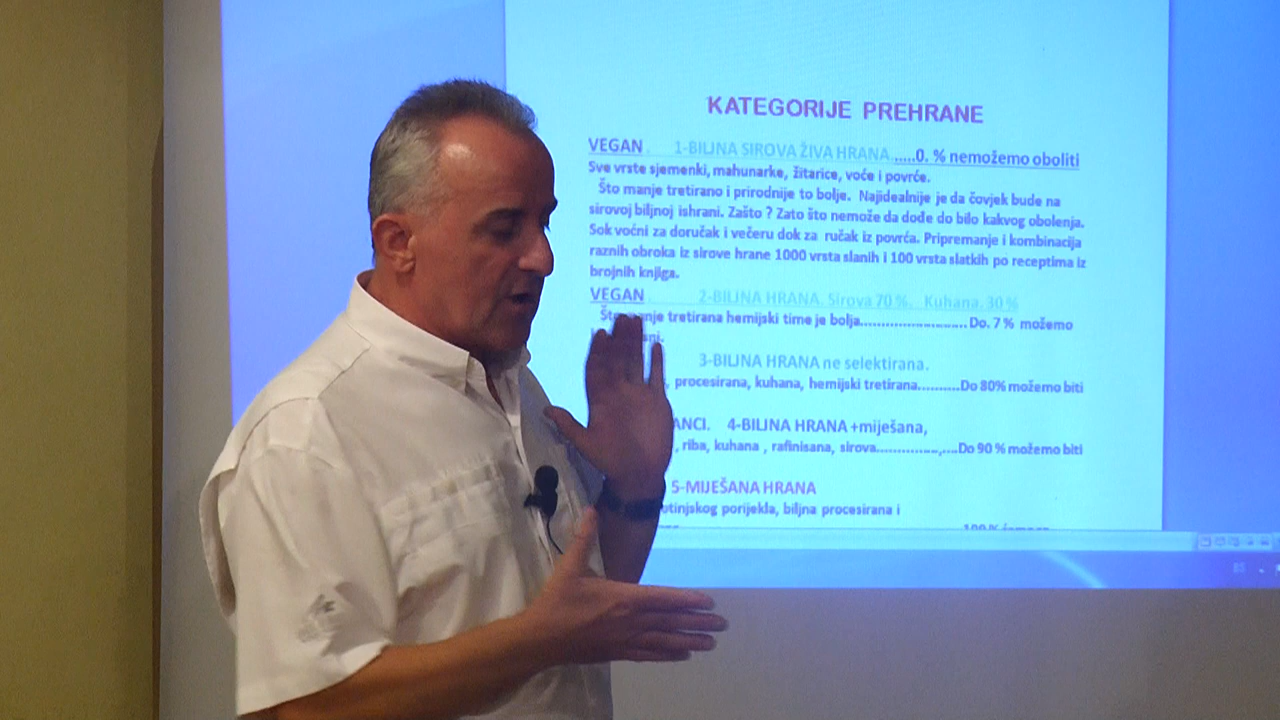 KATEGORIJE PREHRANE
VEGAN . 1-BILJNA SIROVA ŽIVA HRANA.....0. % nemožemo oboliti
Sve vrste sjemenki, mahunarke, žitarice, voće i povrće.
Što manje tretirano i prirodnije to bolje. Najidealnije je da čovjek bude na
sirovoj biljnoj ishrani. Zašto ? Zato što nemože da dođe do bilo kakvog obolenja.
Sok voćni za doručak i večeru dok za ručak iz povrća. Pripremanje i kombinacija
raznih obroka iz sirove hrane 1000 vrsta slanih i 100 vrsta slatkih po receptima iz
brojnih knjiga.
VEGAN . 2-BILJNA HRANA. Sirova 70 %. Kuhana. 30 %
tretirana hemijski time je bolja............................ Do. 7 % možemo
3-BILJNA HRANA ne selektirana.
, procesirana, kuhana, hemijski tretirana..........Do 80% možemo biti
ANCI. 4-BILJNA HRANA +miješana,
, riba, kuhana , rafinisana, sirova..................,....Do 90 % možemo biti
5-MIJEŠANA HRANA
otinjskog porijekla, biljna procesirana i
100 %